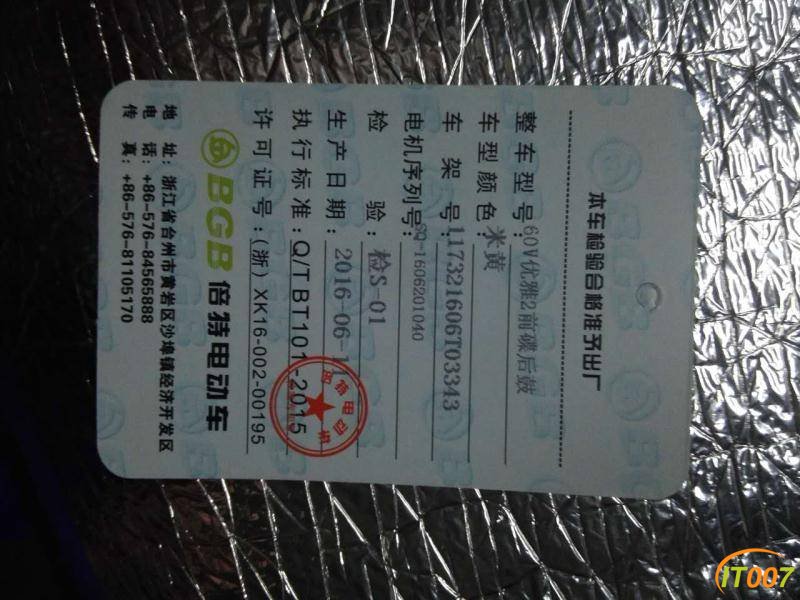 本车检验合格准予出厂
整车型号：60V优雅2前碟后鼓
车型颜色：米黄
车架号：117321606T03343
电机序列号：SQ-1606201040
检验：检S-01
生产日期：2016-06-
执行标准：Q/TBT101-2015
许可证号：（浙）XK16-002-00195
BGB 倍特电动车
地址：浙江省台州市黄岩区沙埠镇经济开发区
电话：+86-576-84565888
传真：+86-576-81105170
IT007